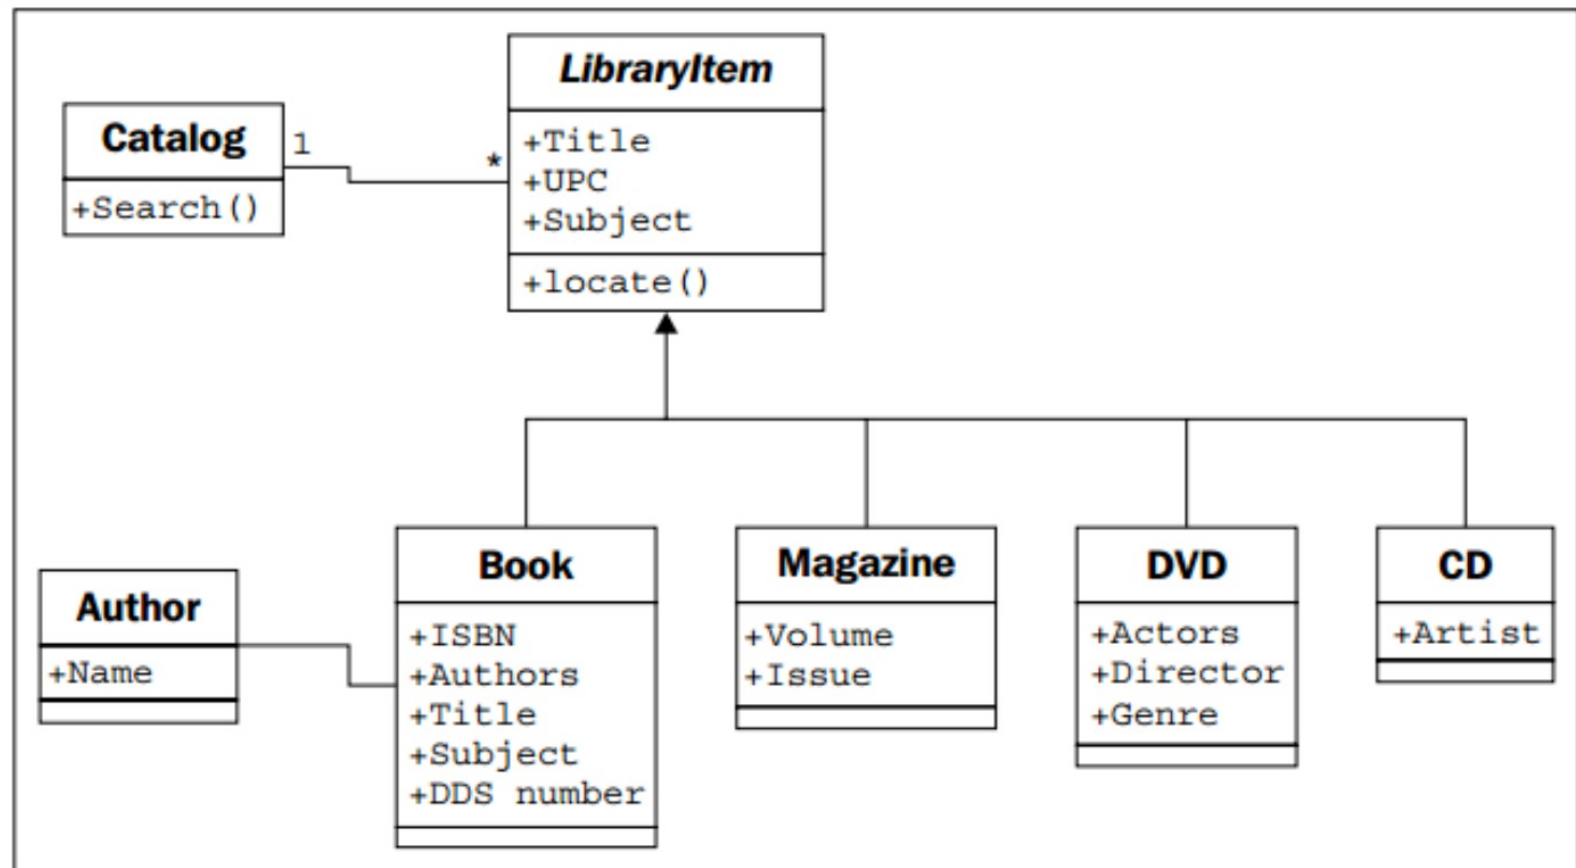 LibraryItem
+Title
+UPC
+Subject
+locate()
Catalog
+Search()
1
*
Author
+Name
Book
+ISBN
+Authors
+Title
+Subject
+DDS number
Magazine
+Volume
+Issue
DVD
+Actors
+Director
+Genre
CD
+Artist